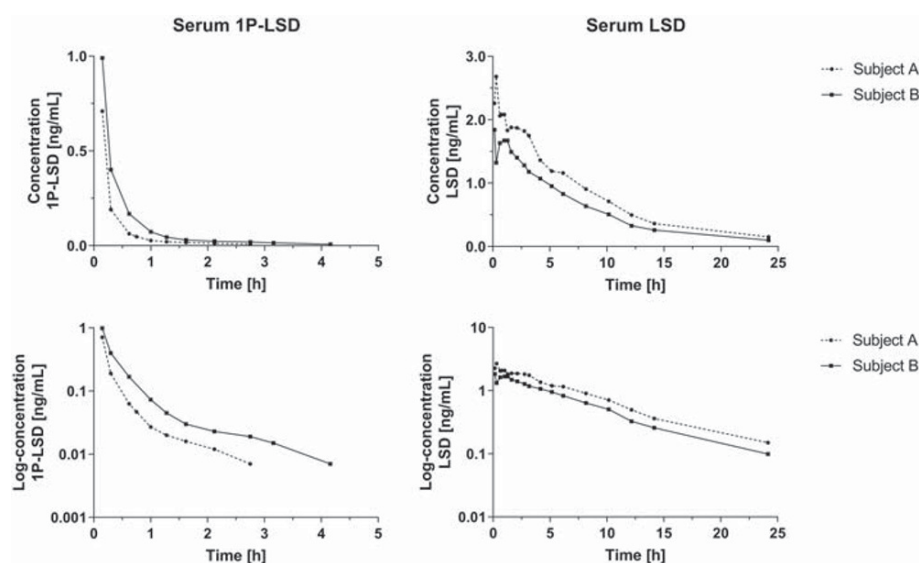 Serum 1P-LSD
Concentration
1P-LSD [ng/mL]
1.0
0.5
0.0
0 1 2 3 4 5
Time [h]
Serum LSD
Concentration
LSD [ng/mL]
3.0
2.0
1.0
0.0
0 5 10 15 20 25
Time [h]
Subject A
Subject B
Log-concentration
1P-LSD [ng/mL]
1
0.1
0.01
0.001
0 1 2 3 4 5
Time [h]
Log-concentration
LSD [ng/mL]
10
1
0.1
0.01
0 5 10 15 20 25
Time [h]
Subject A
Subject B